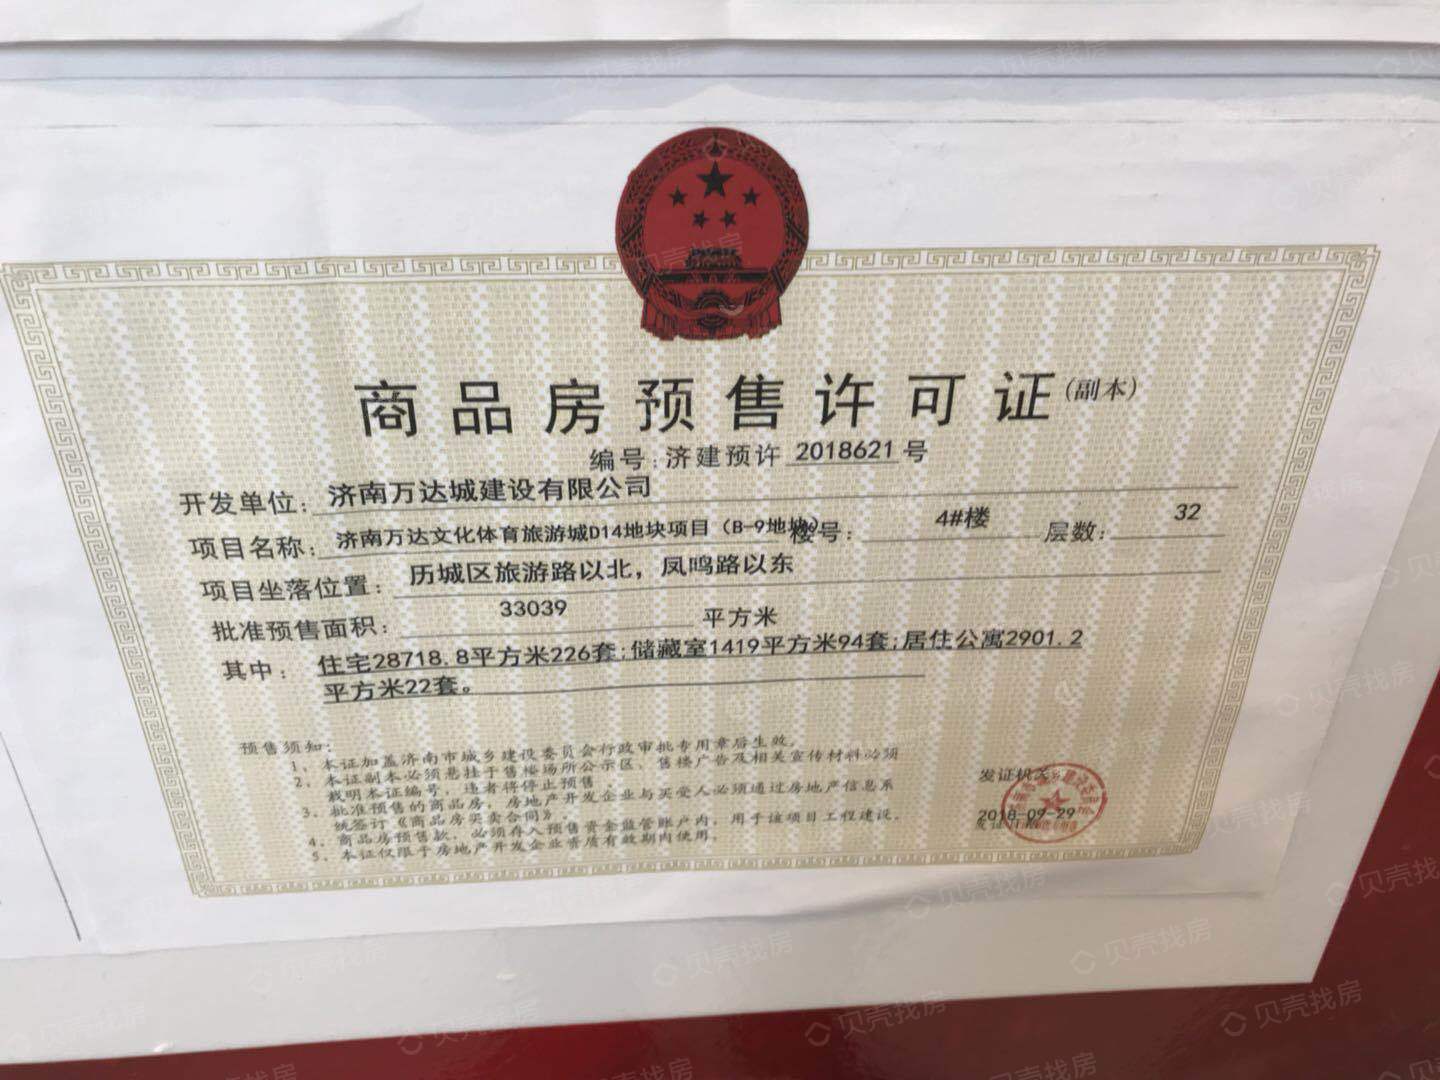 商品房预售许可证(副本)
编号:济建预许2018621号
开发单位:济南万达城建设有限公司
项目名称:济南万达文化体育旅游城D14地块项目(B-9地块)楼号:4#楼 层数:32
项目坐落位置:历城区旅游路以北，凤鸣路以东
批准预售面积:33039平方米
其中:住宅28718.8平方米226套;储藏室1419平方米94套;居住公寓2901.2
平方米22套。
预售须知:
1、本证加盖济南市城乡建设委员会行政审批专用章后生效。
2、本证副本必须悬挂于售楼场所公示区、售楼广告及相关宣传材料必须
载明本证编号，违者将停止预售。
3、批准预售的商品房，房地产开发企业与买受人必须通过房地产信息系
统签订《商品房买卖合同》。
4、商品房预售款，必须存入预售资金监管账户内，用于该项目工程建设。
5、本证仅限于房地产开发企业资质有效期内使用。
发证机关:
2018-09-29
贝壳找房